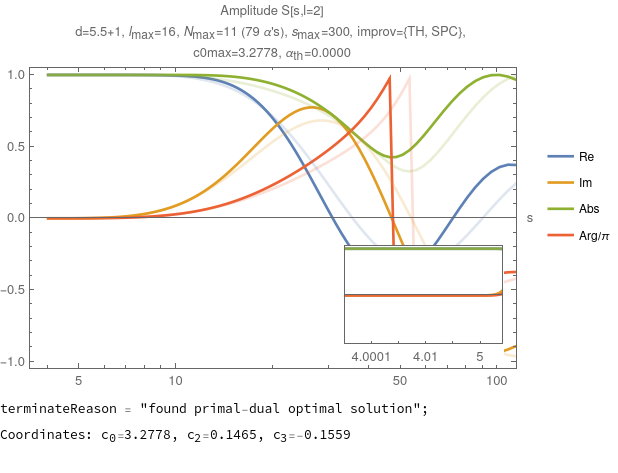 Amplitude S[s,l=2]
d=5.5+1, lmax=16, Nmax=11 (79 α's), smax=300, improv={TH, SPC},
c0max=3.2778, αth=0.0000
1.0
0.5
0.0
-0.5
-1.0
s
Re
Im
Abs
Arg/π
4.0001 4.01 5
5 10 50 100
terminateReason = "found primal-dual optimal solution";
Coordinates: c0=3.2778, c2=0.1465, c3=-0.1559